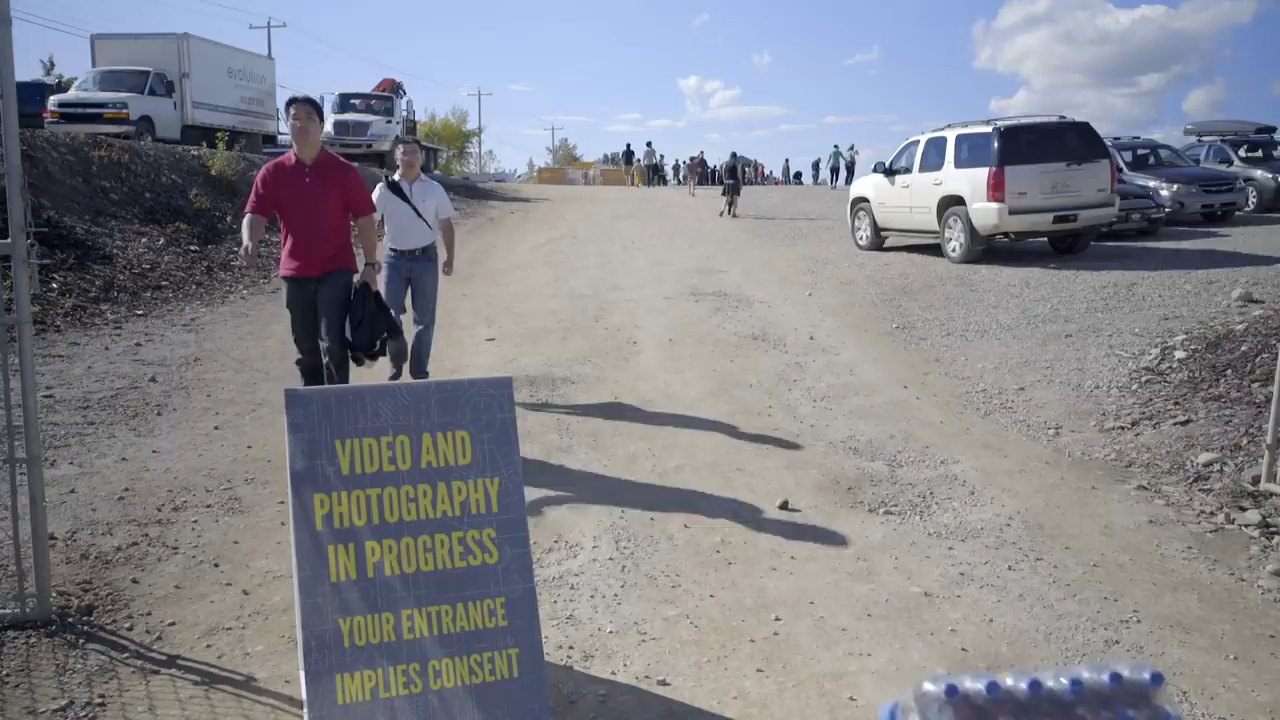 evolution
VIDEO AND
PHOTOGRAPHY
IN PROGRESS
YOUR ENTRANCE
IMPLIES CONSENT